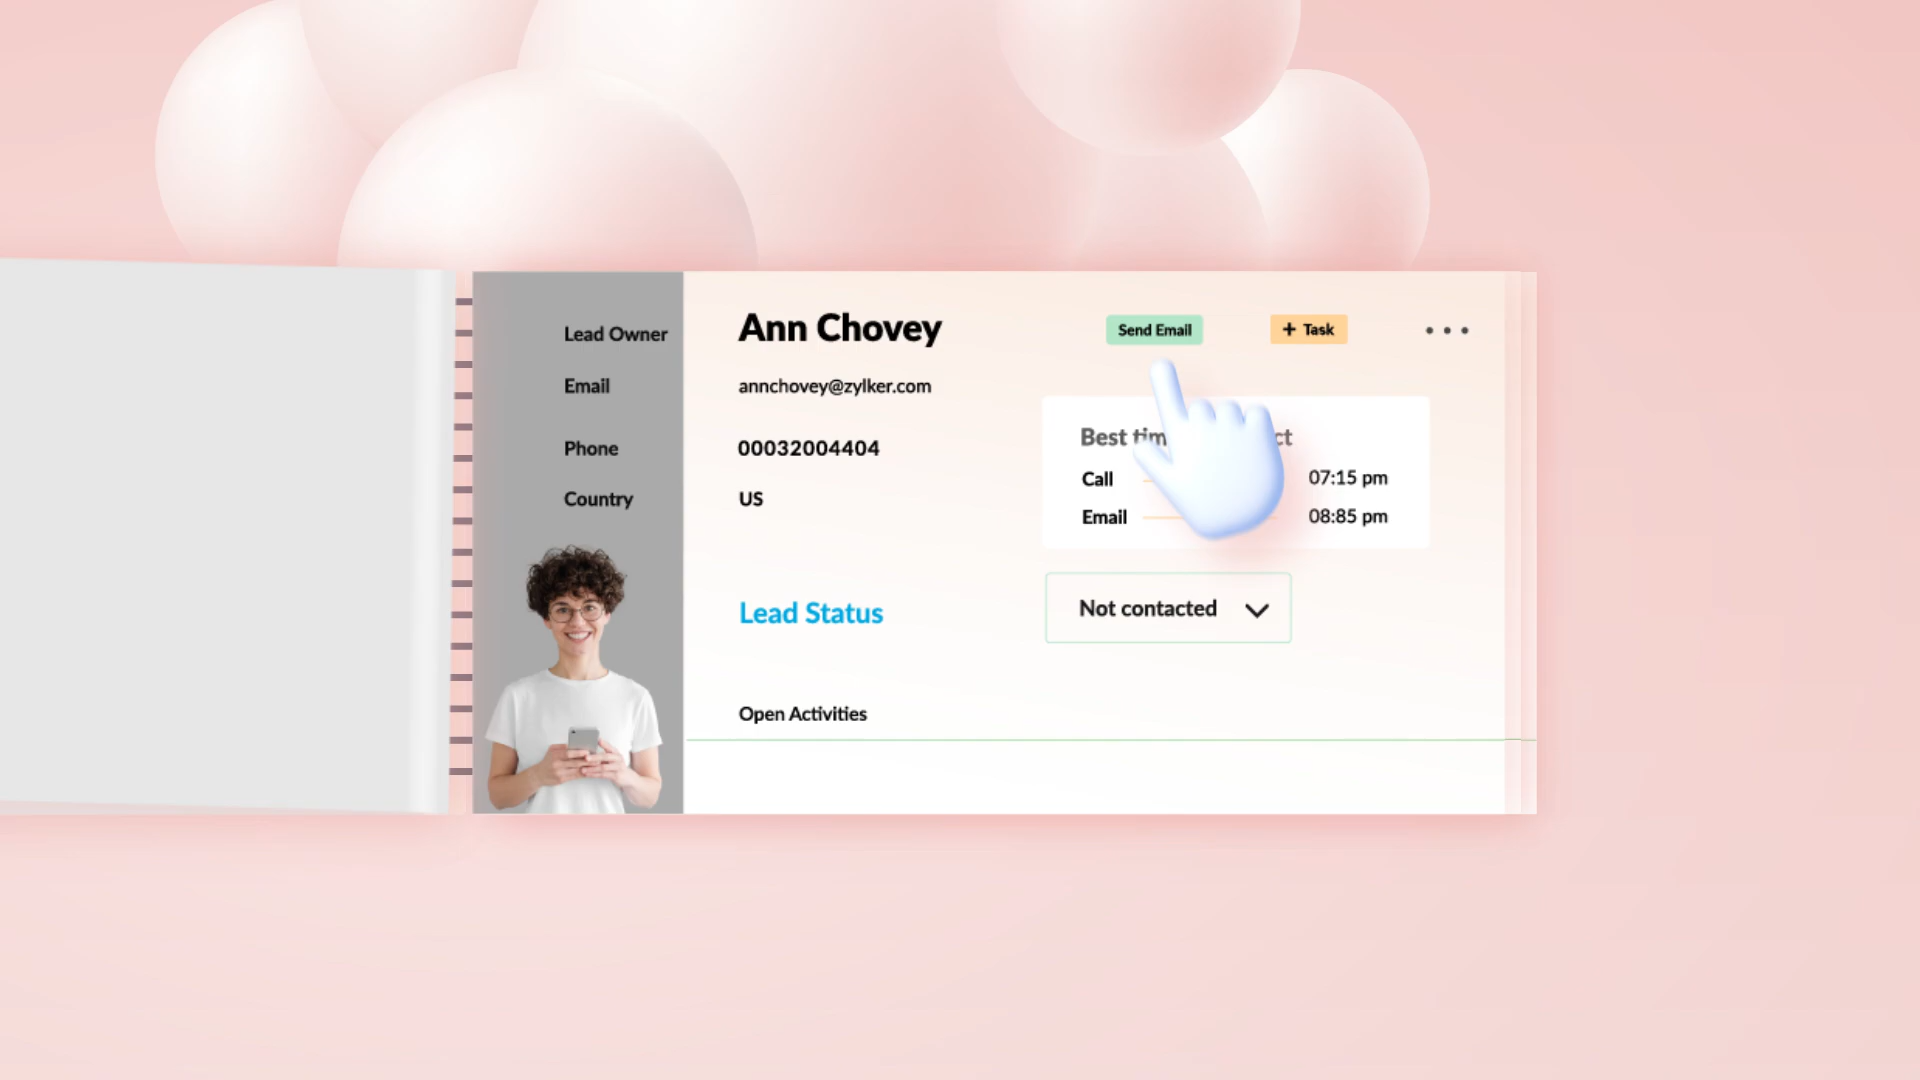 Lead Owner
Ann Chovey
Send Email
+ Task
Email
annchovey@zylker.com
Phone
00032004404
Country
US
Best
Call
07:15 pm
Email
08:85 pm
Lead Status
Not contacted
Open Activities